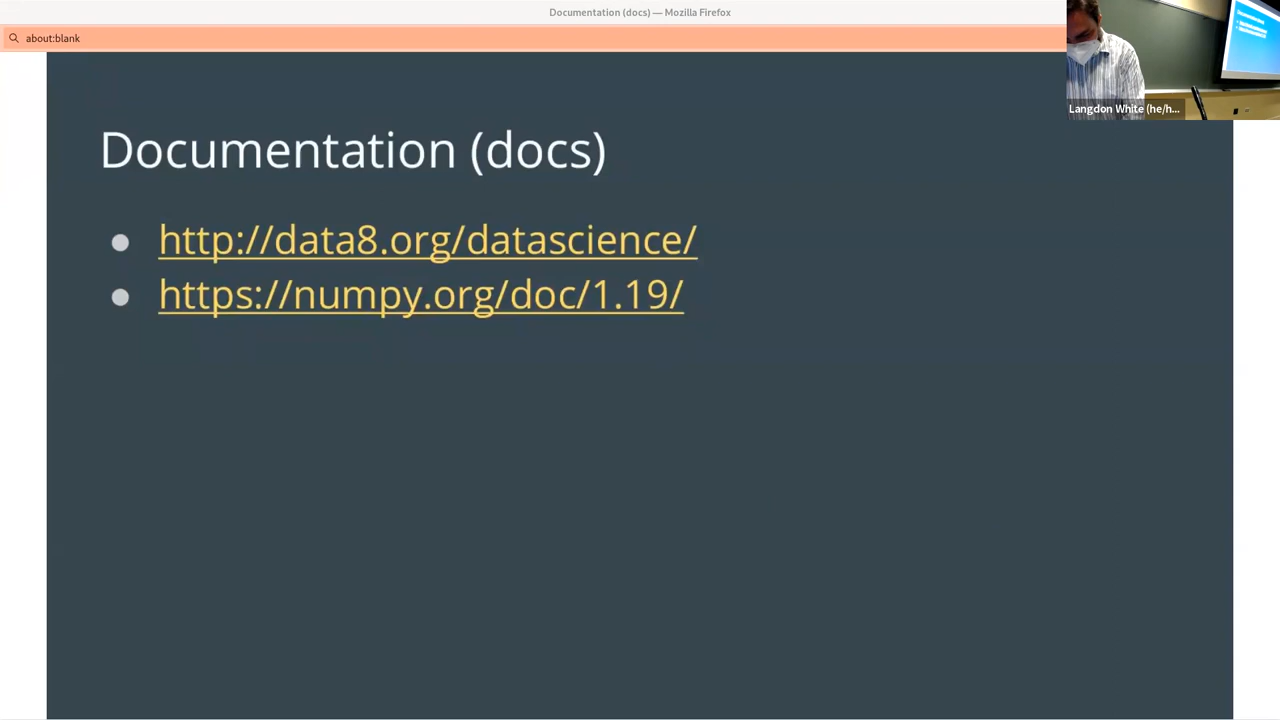 Documentation (docs) — Mozilla Firefox
about:blank
Langdon White (he/h...
Documentation (docs)
http://data8.org/datascience/
https://numpy.org/doc/1.19/